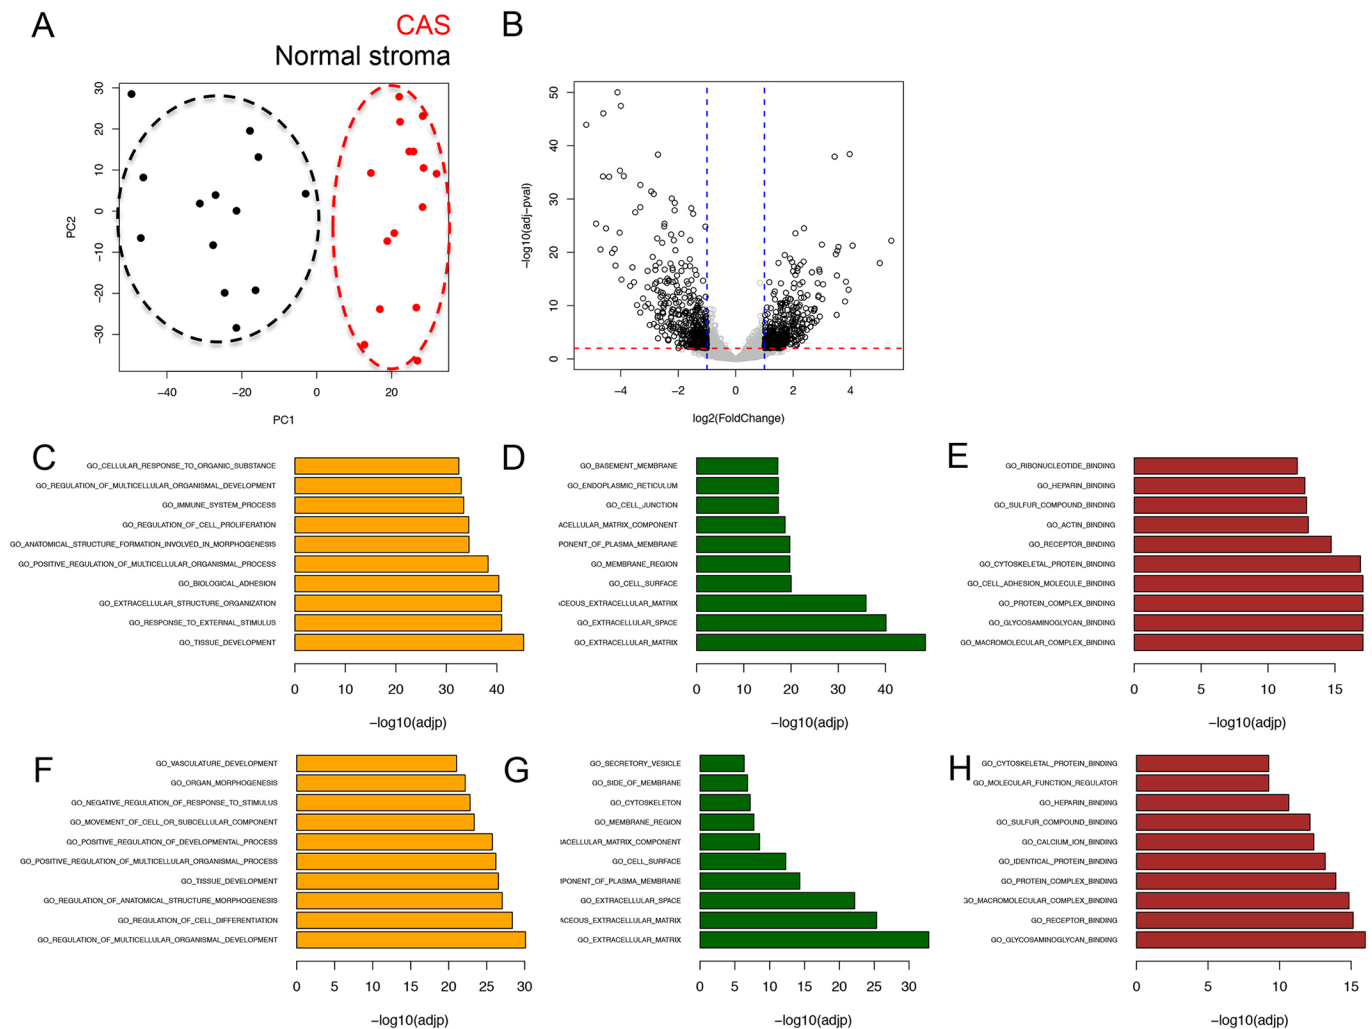 A
CAS
Normal stroma
B
30
20
10
0
−10
−20
−30
PC2
−40
−20
0
20
PC1
50
40
30
20
10
0
−log10(adj−pval)
−4
−2
0
2
4
log2(FoldChange)
C
GO_CELLULAR_RESPONSE_TO_ORGANIC_SUBSTANCE
GO_REGULATION_OF_MULTICELLULAR_ORGANISMAL_DEVELOPMENT
GO_IMMUNE_SYSTEM_PROCESS
GO_REGULATION_OF_CELL_PROLIFERATION
GO_ANATOMICAL_STRUCTURE_FORMATION_INVOLVED_IN_MORPHOGENESIS
GO_POSITIVE_REGULATION_OF_MULTICELLULAR_ORGANISMAL_PROCESS
GO_BIOLOGICAL_ADHESION
GO_EXTRACELLULAR_STRUCTURE_ORGANIZATION
GO_RESPONSE_TO_EXTERNAL_STIMULUS
GO_TISSUE_DEVELOPMENT
0 10 20 30 40
−log10(adjp)
D
GO_BASEMENT_MEMBRANE
GO_ENDOPLASMIC_RETICULUM
GO_CELL_JUNCTION
ACELLULAR_MATRIX_COMPONENT
PONENT_OF_PLASMA_MEMBRANE
GO_MEMBRANE_REGION
GO_CELL_SURFACE
ACEOUS_EXTRACELLULAR_MATRIX
GO_EXTRACELLULAR_SPACE
GO_EXTRACELLULAR_MATRIX
0 10 20 30 40
−log10(adjp)
E
GO_RIBONUCLEOTIDE_BINDING
GO_HEPARIN_BINDING
GO_SULFUR_COMPOUND_BINDING
GO_ACTIN_BINDING
GO_RECEPTOR_BINDING
GO_CYTOSKELETAL_PROTEIN_BINDING
GO_CELL_ADHESION_MOLECULE_BINDING
GO_PROTEIN_COMPLEX_BINDING
GO_GLYCOSAMINOGLYCAN_BINDING
GO_MACROMOLECULAR_COMPLEX_BINDING
0 5 10 15
−log10(adjp)
F
GO_VASCULATURE_DEVELOPMENT
GO_ORGAN_MORPHOGENESIS
GO_NEGATIVE_REGULATION_OF_RESPONSE_TO_STIMULUS
GO_MOVEMENT_OF_CELL_OR_SUBCELLULAR_COMPONENT
GO_POSITIVE_REGULATION_OF_DEVELOPMENTAL_PROCESS
GO_POSITIVE_REGULATION_OF_MULTICELLULAR_ORGANISMAL_PROCESS
GO_TISSUE_DEVELOPMENT
GO_REGULATION_OF_ANATOMICAL_STRUCTURE_MORPHOGENESIS
GO_REGULATION_OF_CELL_DIFFERENTIATION
GO_REGULATION_OF_MULTICELLULAR_ORGANISMAL_DEVELOPMENT
0 5 10 15 20 25 30
−log10(adjp)
G
GO_SECRETORY_VESICLE
GO_SIDE_OF_MEMBRANE
GO_CYTOSKELETON
GO_MEMBRANE_REGION
ACELLULAR_MATRIX_COMPONENT
GO_CELL_SURFACE
PONENT_OF_PLASMA_MEMBRANE
GO_EXTRACELLULAR_SPACE
ACEOUS_EXTRACELLULAR_MATRIX
GO_EXTRACELLULAR_MATRIX
0 5 10 15 20 25 30
−log10(adjp)
H
GO_CYTOSKELETAL_PROTEIN_BINDING
GO_MOLECULAR_FUNCTION_REGULATOR
GO_HEPARIN_BINDING
GO_SULFUR_COMPOUND_BINDING
GO_CALCIUM_ION_BINDING
GO_IDENTICAL_PROTEIN_BINDING
GO_PROTEIN_COMPLEX_BINDING
GO_MACROMOLECULAR_COMPLEX_BINDING
GO_RECEPTOR_BINDING
GO_GLYCOSAMINOGLYCAN_BINDING
0 5 10 15
−log10(adjp)